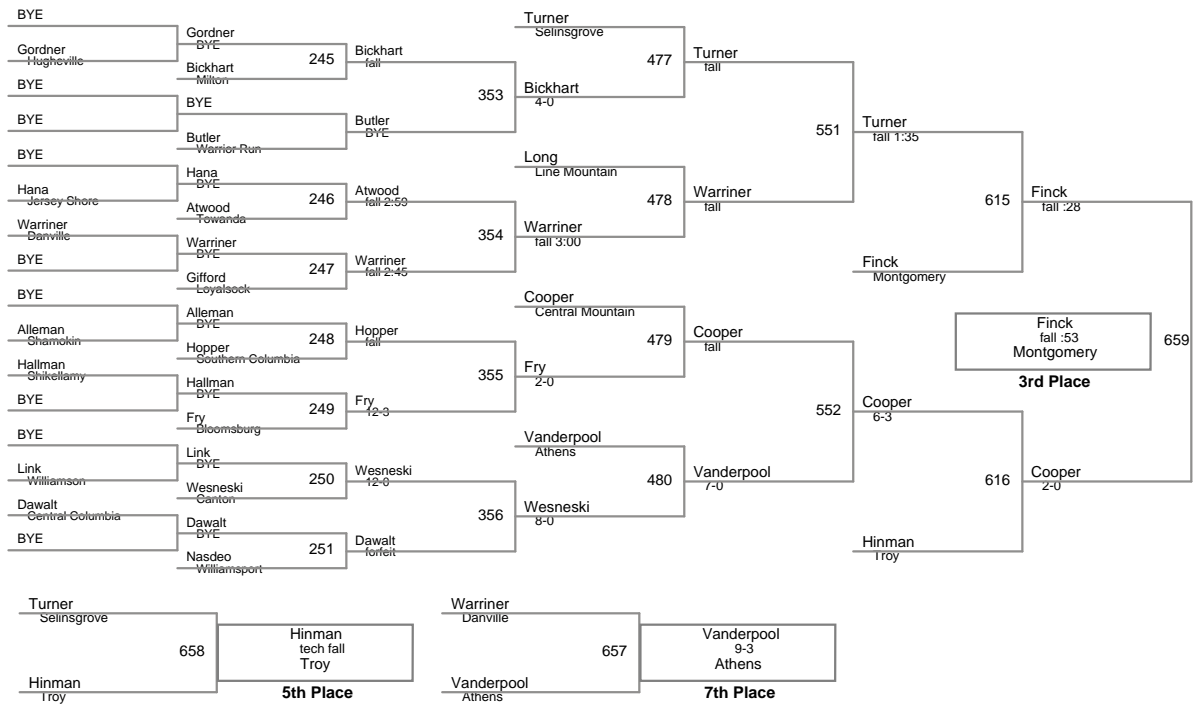 BYE
Gordner
Hugheville
BYE
BYE
BYE
Hana
Jersey Shore
Warriner
Danville
BYE
BYE
Alleman
Shamokin
Hallman
Shikellamy
BYE
BYE
Link
Williamson
Dawalt
Central Columbia
BYE
Gordner
BYE
245
Bickhart
Milton
BYE
Butler
Warrior Run
Hana
BYE
246
Atwood
Towanda
Warriner
BYE
247
Gifford
Loyalsock
Alleman
BYE
248
Hopper
Southern Columbia
Hallman
BYE
249
Fry
Bloomsburg
Link
BYE
250
Wesneski
Canton
Dawalt
BYE
251
Nasdeo
Williamsport
Bickhart
fall
353
Butler
BYE
Atwood
fall 2:59
354
Warriner
fall 2:45
Hopper
fall
355
Fry
12-3
Wesneski
12-0
356
Dawalt
forfeit
Turner
Selinsgrove
477
Bickhart
4-0
Long
Line Mountain
478
Warriner
fall 3:00
Cooper
Central Mountain
479
Fry
2-0
Vanderpool
Athens
480
Wesneski
8-0
Turner
fall
551
Warriner
fall
Cooper
fall
552
Vanderpool
7-0
Turner
fall 1:35
615
Finck
Montgomery
Cooper
6-3
616
Hinman
Troy
Finck
fall :28
659
Cooper
2-0
Finck
fall :53
Montgomery
3rd Place
Turner
Selinsgrove
658
Hinman
Troy
Hinman
tech fall
Troy
5th Place
Warriner
Danville
657
Vanderpool
Athens
Vanderpool
9-3
Athens
7th Place